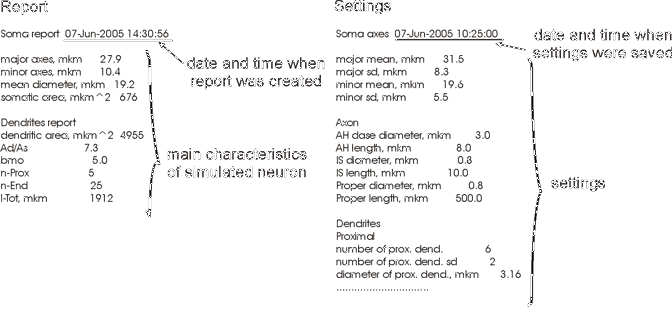 Report
Soma report 07-Jun-2005 14:30:56
date and time when
report was created
major axes, mkm 27.9
minor axes, mkm 10.4
mean diameter, mkm 19.2
somatic area, mkm^2 676
Dendrites report
dendritic area, mkm^2 4955
Ad/As 7.3
bmo 5.0
n-Prox 5
n-End 25
l-Tot, mkm 1912
main characteristics
of simulated neuron
Settings
Soma axes 07-Jun-2005 10:25:00
date and time when
settings were saved
major mean, mkm 31.5
major sd, mkm 8.3
minor mean, mkm 19.6
minor sd, mkm 5.5
Axon
AH dase diameter, mkm 3.0
AH length, mkm 8.0
IS diameter, mkm 0.8
IS length, mkm 10.0
Proper diameter, mkm 0.8
Proper length, mkm 500.0
settings
Dendrites
Proximal
number of prox. dend. 6
number of prox. dend. sd 2
diameter of prox. dend., mkm 3.16
..............................